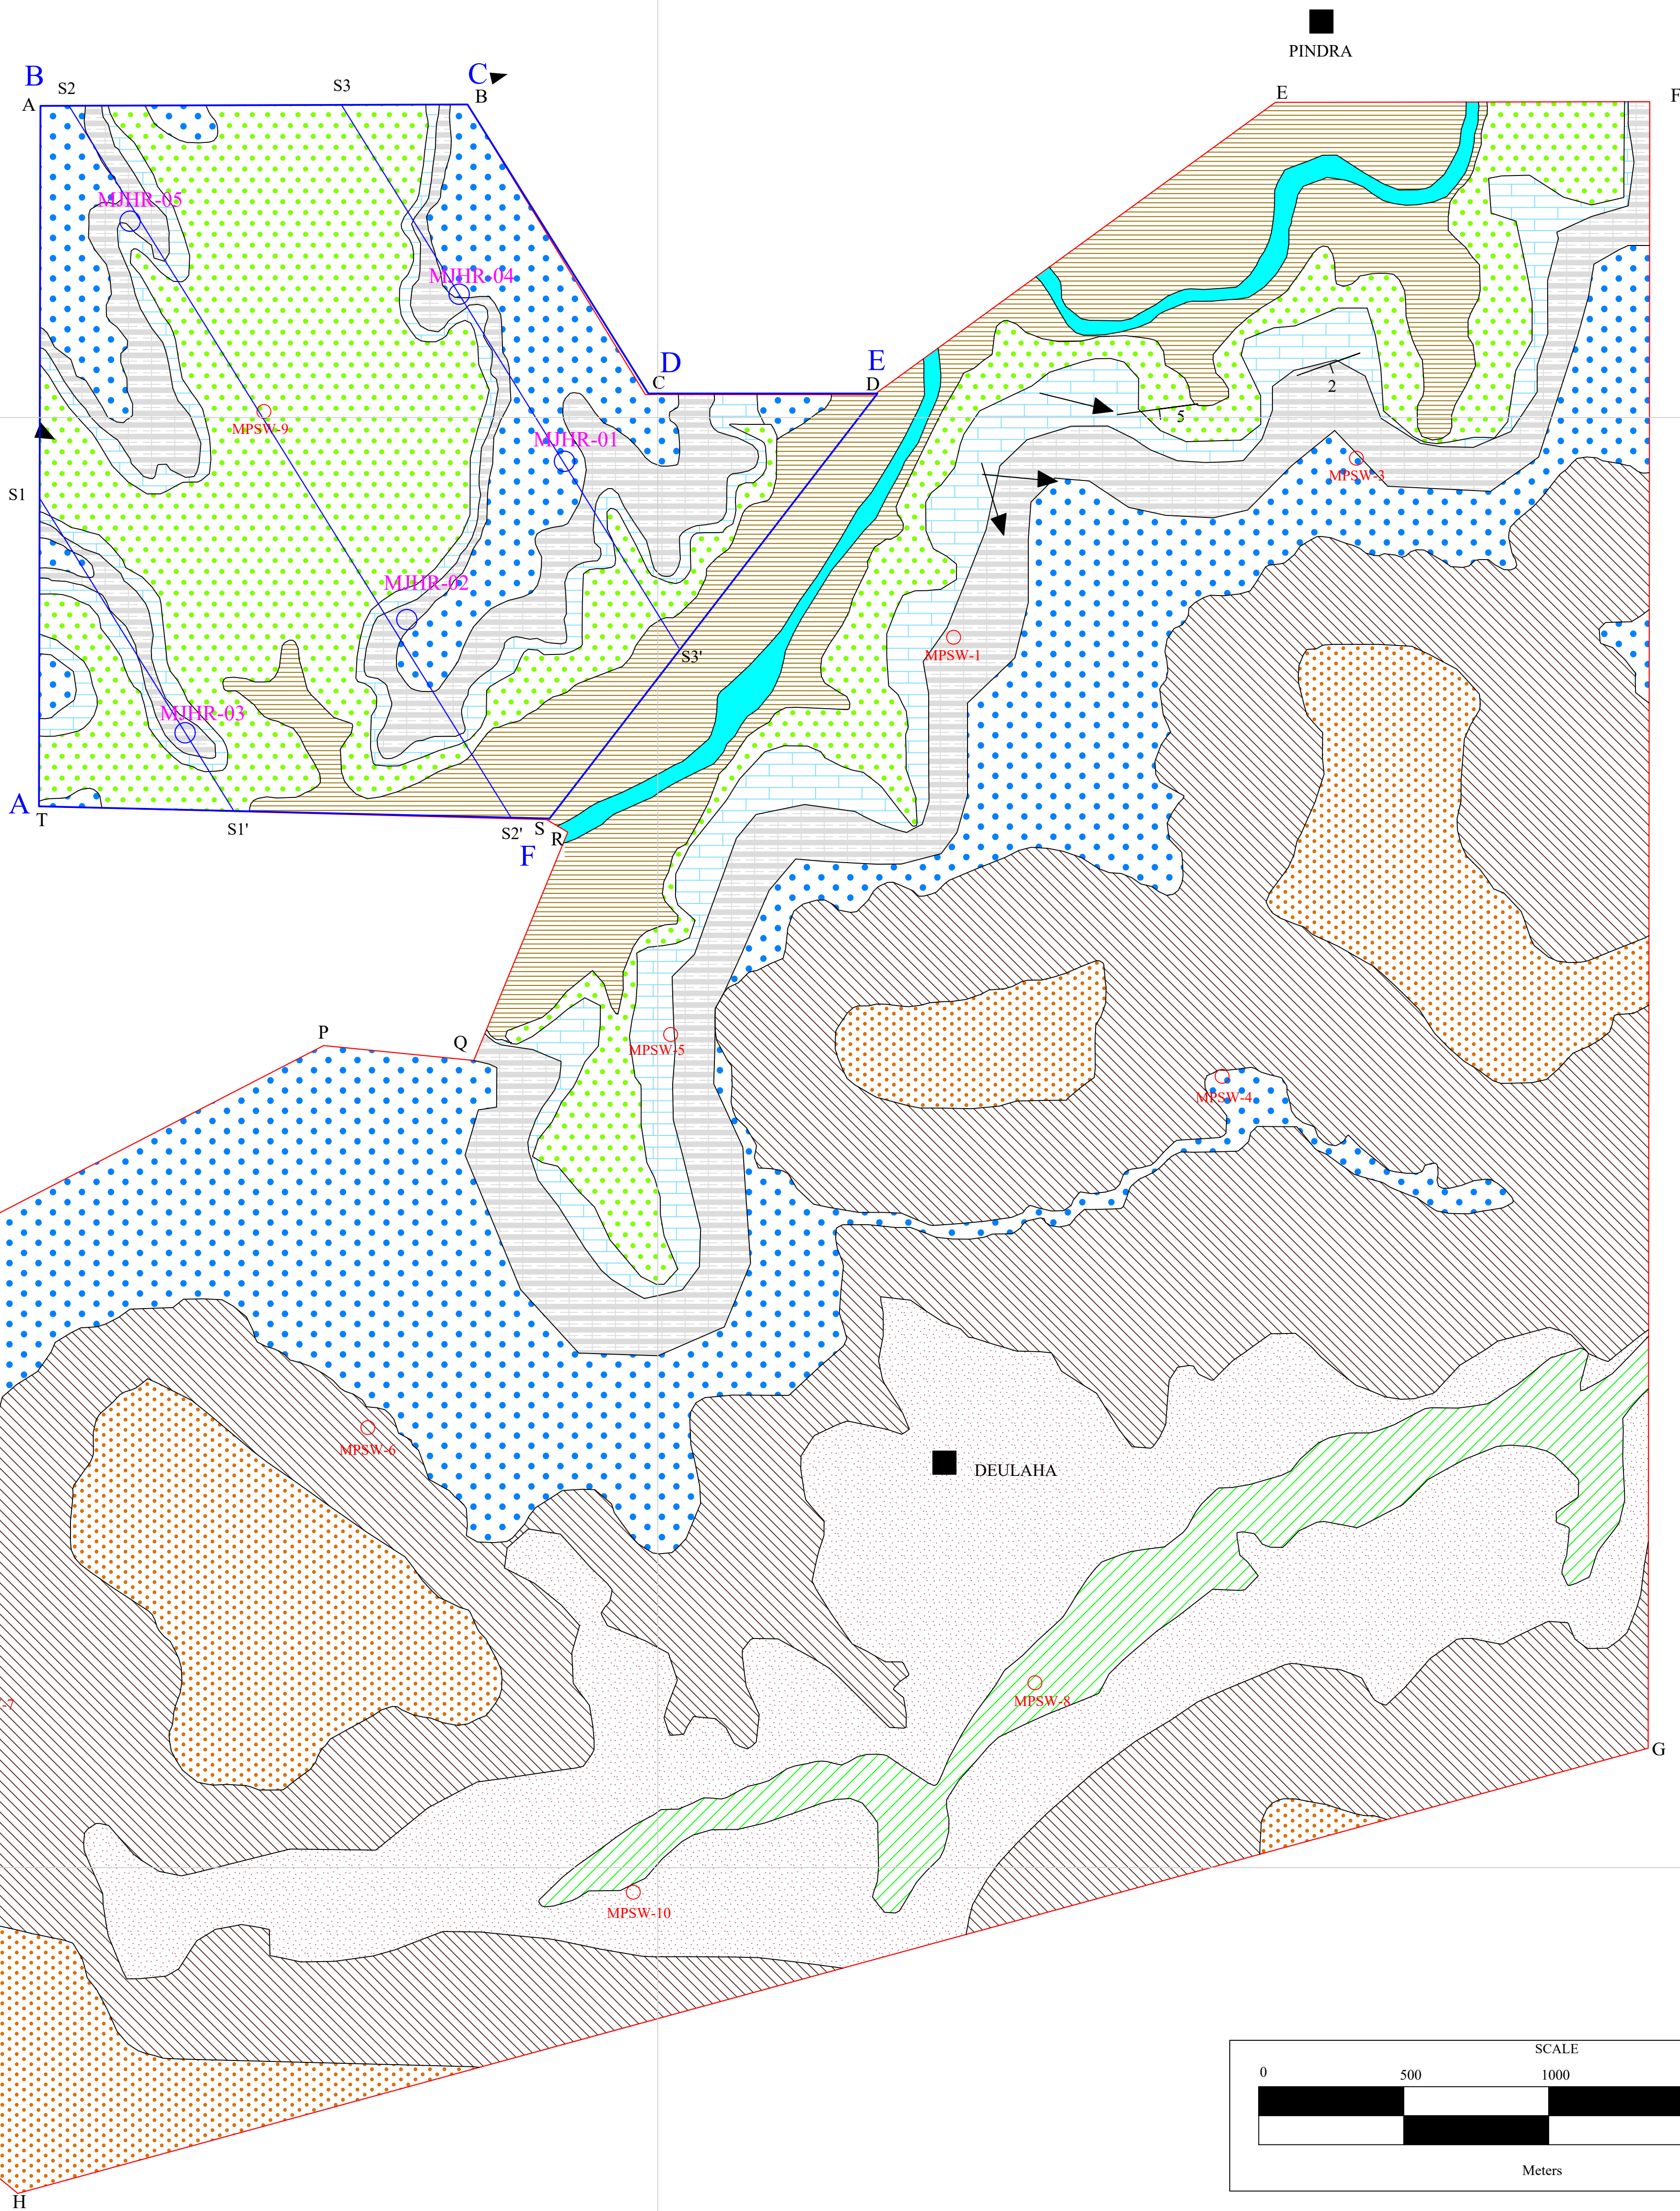 PINDRA
B
S2
S3
C
B
A
E
F
MJHR-05
MJHR-04
D
C
E
D
2
5
MPSW-9
MJHR-01
MPSW-3
S1
MJHR-02
S3'
MPSW-1
MJHR-03
A
T
S1'
S2'
S
R
F
P
Q
MPSW-5
MPSW-4
MPSW-6
DEULAHA
-7
MPSW-8
G
MPSW-10
SCALE
0 500 1000
Meters
H